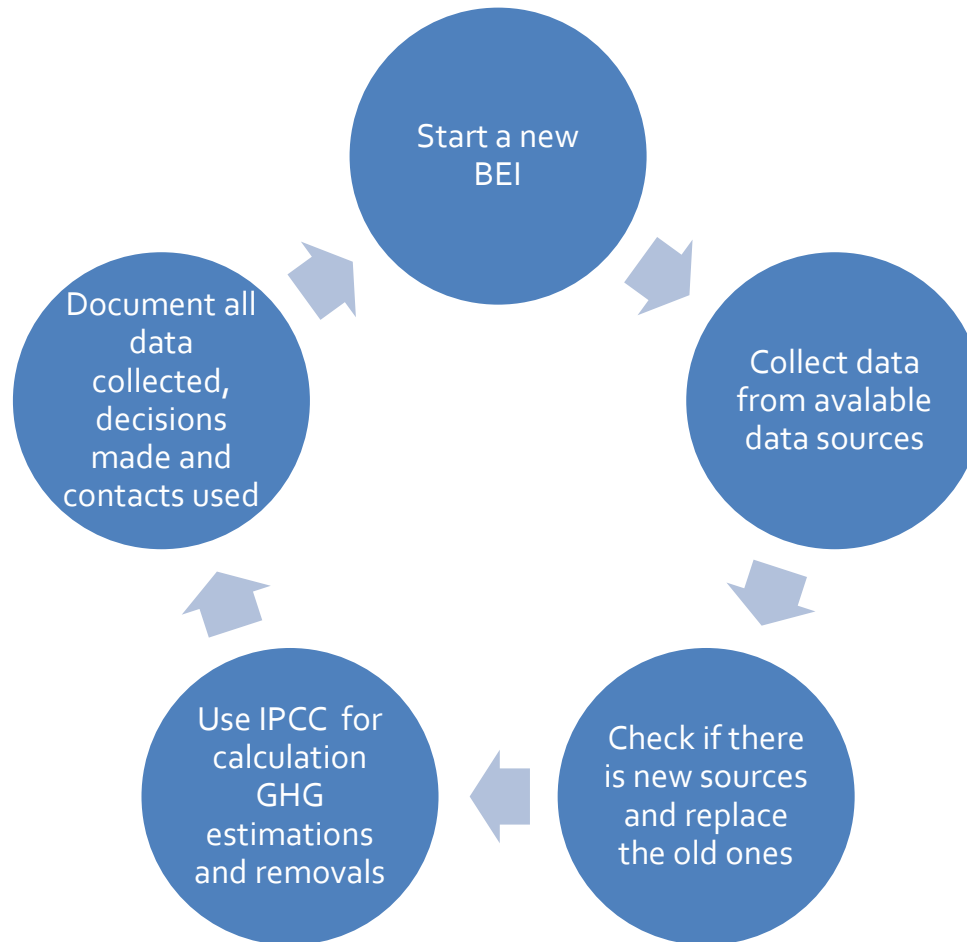 Start a new
BEI
Collect data
from avalable
data sources
Check if there
is new sources
and replace
the old ones
Use IPCC for
calculation
GHG
estimations
and removals
Document all
data
collected,
decisions
made and
contacts used